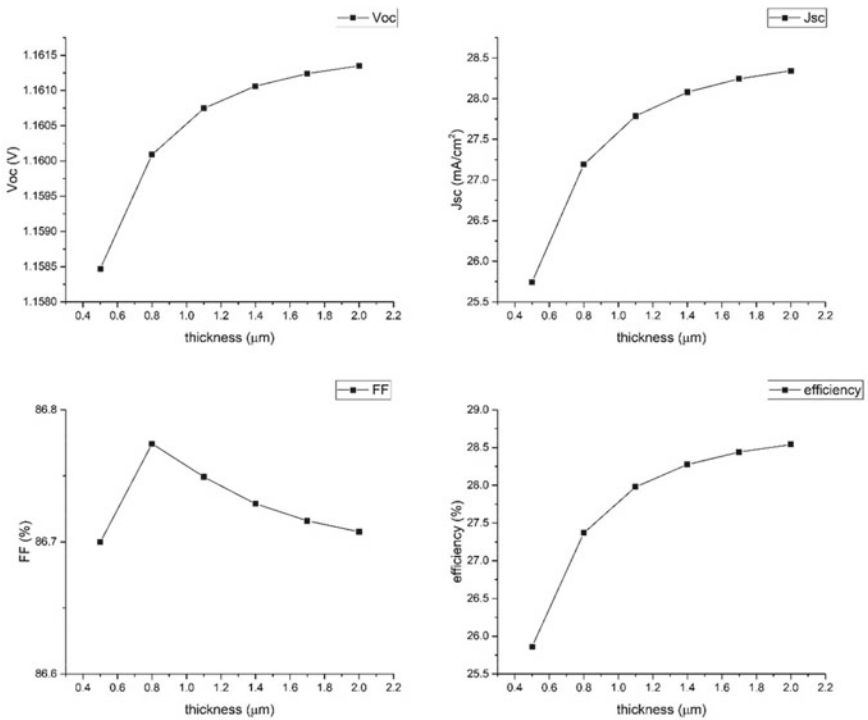 Voc
1.1615
1.1610
1.1605
1.1600
1.1595
1.1590
1.1585
1.1580
Voc (V)
0.4 0.6 0.8 1.0 1.2 1.4 1.6 1.8 2.0 2.2
thickness (μm)
Jsc
28.5
28.0
27.5
27.0
26.5
26.0
25.5
Jsc (mA/cm²)
0.4 0.6 0.8 1.0 1.2 1.4 1.6 1.8 2.0 2.2
thickness (μm)
FF
86.8
86.7
86.6
FF (%)
0.4 0.6 0.8 1.0 1.2 1.4 1.6 1.8 2.0 2.2
thickness (μm)
efficiency
29.0
28.5
28.0
27.5
27.0
26.5
26.0
25.5
efficiency (%)
0.4 0.6 0.8 1.0 1.2 1.4 1.6 1.8 2.0 2.2
thickness (μm)